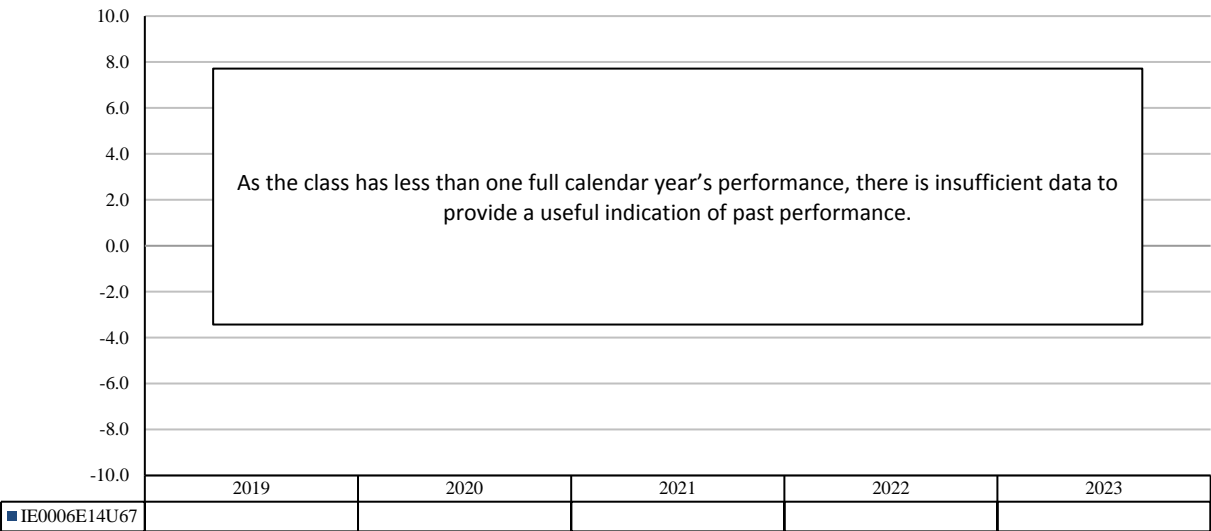 10.0
8.0
6.0
4.0
2.0
0.0
-2.0
-4.0
-6.0
-8.0
-10.0
As the class has less than one full calendar year’s performance, there is insufficient data to
provide a useful indication of past performance.
2019 2020 2021 2022 2023
IE0006E14U67